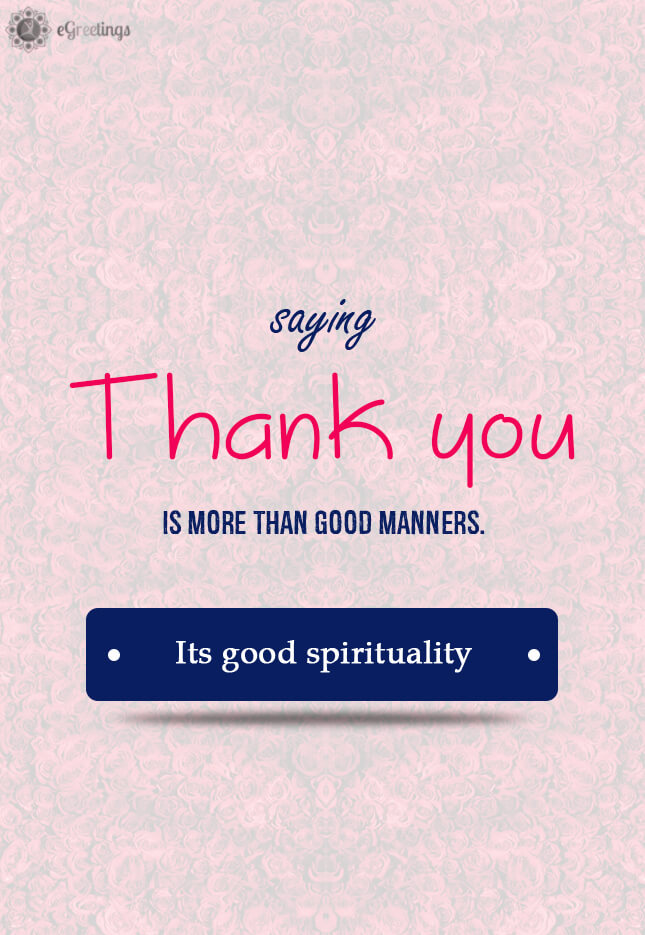 eGreetings
saying
Thank you
IS MORE THAN GOOD MANNERS.
Its good spirituality